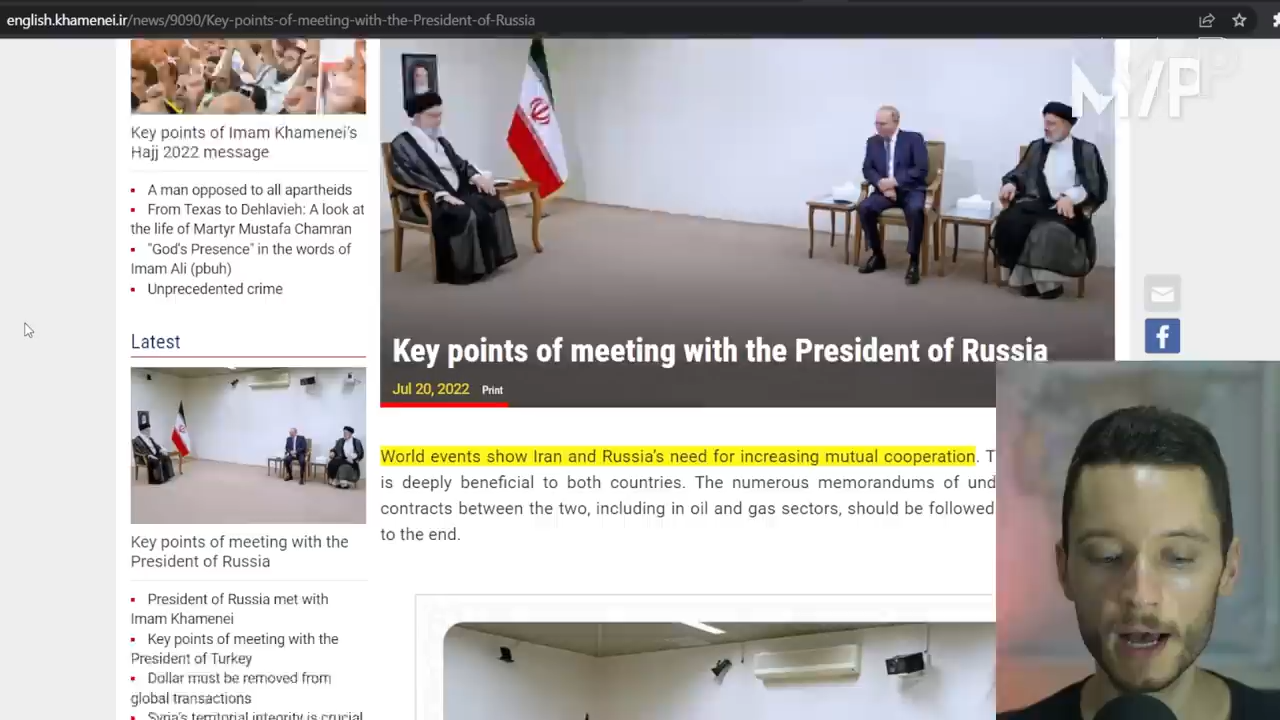 english.khamenei.ir/news/9090/Key-points-of-meeting-with-the-President-of-Russia
MVP
Key points of Imam Khamenei's
Hajj 2022 message
A man opposed to all apartheids
From Texas to Dehlavieh: A look at
the life of Martyr Mustafa Chamran
"God's Presence" in the words of
Imam Ali (pbuh)
Unprecedented crime
Latest
Key points of meeting with the
President of Russia
President of Russia met with
Imam Khamenei
Key points of meeting with the
President of Turkey
Dollar must be removed from
global transactions
Syria's territorial integrity is crucial
Key points of meeting with the President of Russia
Jul 20, 2022 Print
World events show Iran and Russia's need for increasing mutual cooperation. T
is deeply beneficial to both countries. The numerous memorandums of und
contracts between the two, including in oil and gas sectors, should be followed
to the end.